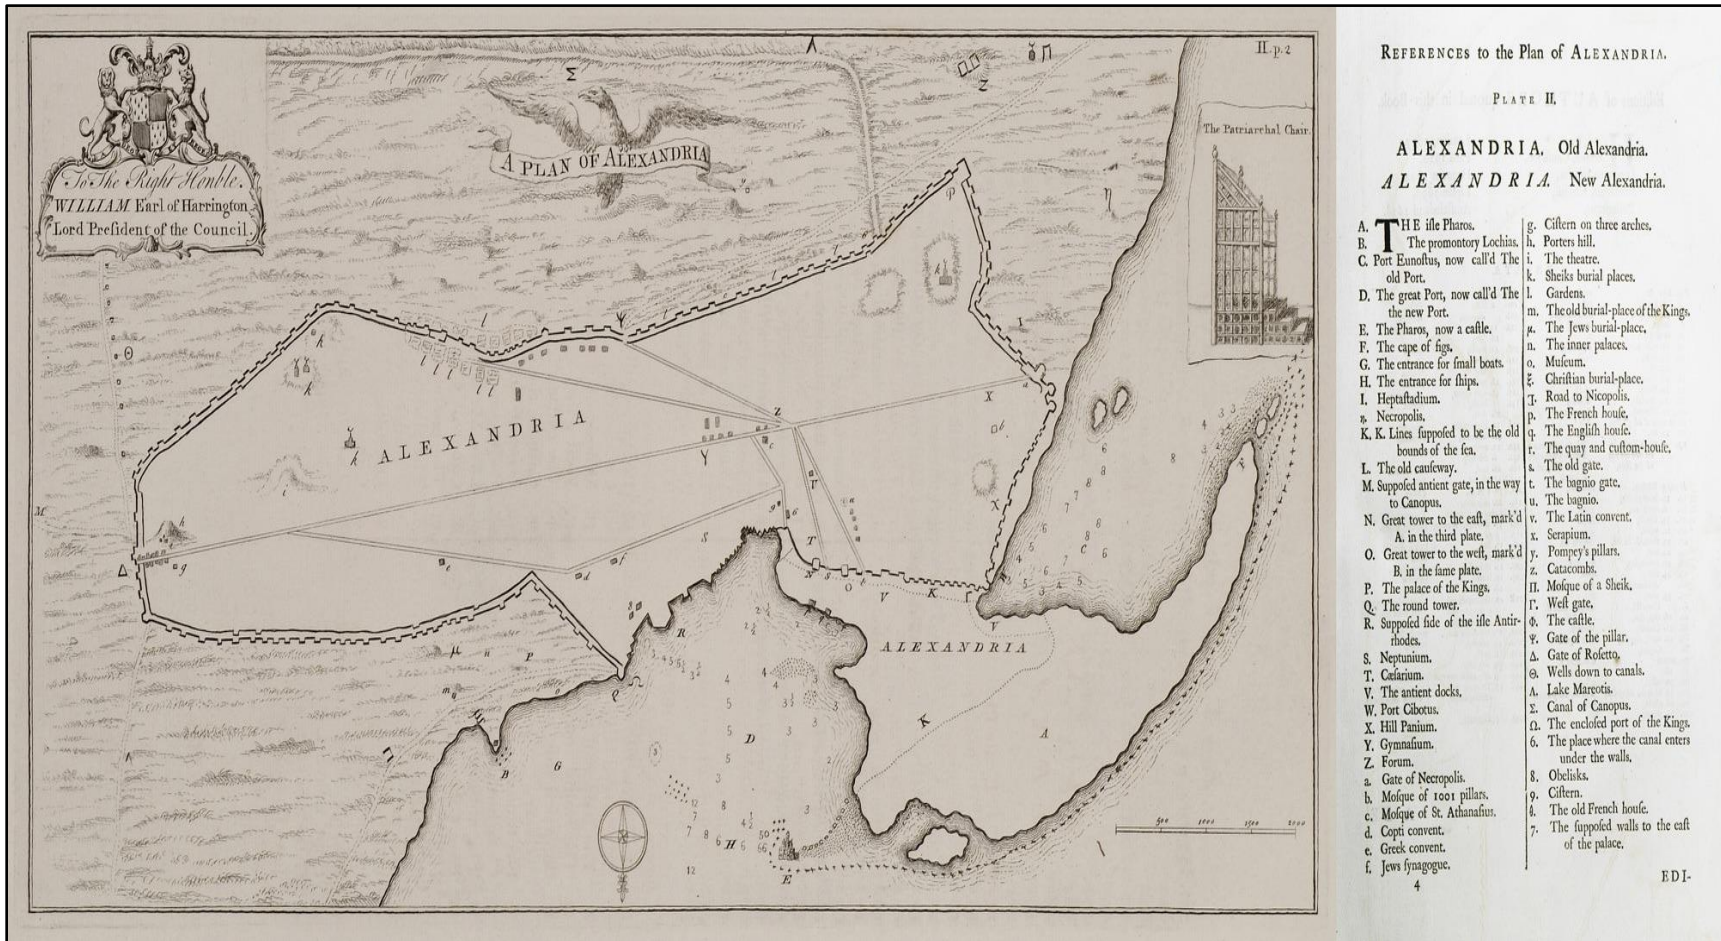 II.p.2
To The Right Honble.
WILLIAM Earl of Harrington
Lord Preſident of the Council.
A PLAN OF ALEXANDRIA
The Patriarchal Chair.
ALEXANDRIA
ALEXANDRIA
500 1000 1500 2000
REFERENCES to the Plan of ALEXANDRIA.
PLATE II.
ALEXANDRIA. Old Alexandria.
ALEXANDRIA. New Alexandria.
A. THE iſle Pharos.
B. The promontory Lochias.
C. Port Eunoſtus, now call'd The
old Port.
D. The great Port, now call'd The
the new Port.
E. The Pharos, now a caſtle.
F. The cape of figs.
G. The entrance for ſmall boats.
H. The entrance for ſhips.
I. Heptaſtadium.
Necropolis.
K, K. Lines ſuppoſed to be the old
bounds of the ſea.
L. The old cauſeway.
M. Suppoſed antient gate, in the way
to Canopus.
N. Great tower to the eaſt, mark'd
A. in the third plate.
O. Great tower to the weſt, mark'd
B. in the ſame plate.
P. The palace of the Kings.
Q. The round tower.
R. Suppoſed ſide of the iſle Antir-
rhodes.
S. Neptunium.
T. Cæſarium.
V. The antient docks.
W. Port Cibotus.
X. Hill Panium.
Y. Gymnaſium.
Z. Forum.
a. Gate of Necropolis.
b. Moſque of 1001 pillars.
c. Moſque of St. Athanaſius.
d. Copti convent.
e. Greek convent.
f. Jews ſynagogue.
4
g. Ciſtern on three arches.
h. Porters hill.
i. The theatre.
k. Sheiks burial places.
l. Gardens.
m. The old burial-place of the Kings.
μ. The Jews burial-place.
n. The inner palaces.
o. Muſeum.
ξ. Chriſtian burial-place.
Road to Nicopolis.
p. The French houſe.
q. The Engliſh houſe.
r. The quay and cuſtom-houſe.
s. The old gate.
t. The bagnio gate.
u. The bagnio.
v. The Latin convent.
x. Serapium.
y. Pompey's pillars.
z. Catacombs.
Π. Moſque of a Sheik.
Γ. Weſt gate.
Φ. The caſtle.
Ψ. Gate of the pillar.
Δ. Gate of Roſetto.
Θ. Wells down to canals.
Λ. Lake Mareotis.
Σ. Canal of Canopus.
Ω. The encloſed port of the Kings.
6. The place where the canal enters
under the walls.
8. Obeliſks.
9. Ciſtern.
The old French houſe.
7. The ſuppoſed walls to the eaſt
of the palace.
EDI-